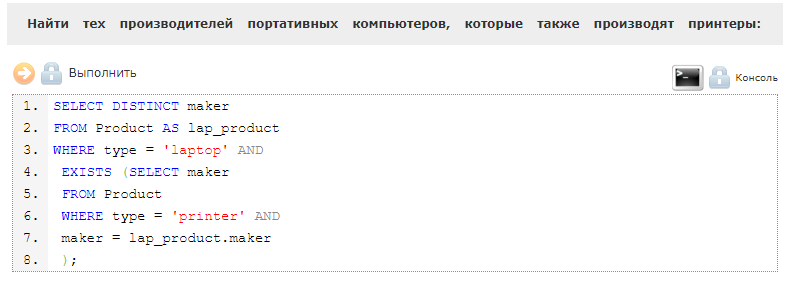 Найти тех производителей портативных компьютеров, которые также производят принтеры:
Выполнить
Консоль
1. SELECT DISTINCT maker
2. FROM Product AS lap_product
3. WHERE type = 'laptop' AND
4. EXISTS (SELECT maker
5. FROM Product
6. WHERE type = 'printer' AND
7. maker = lap_product.maker
8. );